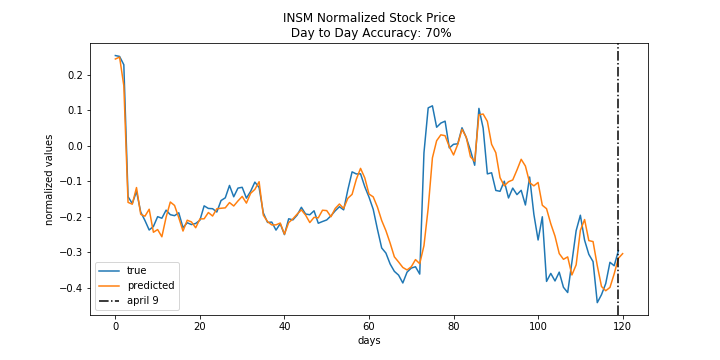 INSM Normalized Stock Price
Day to Day Accuracy: 70%
normalized values
0.2
0.1
0.0
−0.1
−0.2
−0.3
−0.4
true
predicted
april 9
0 20 40 60 80 100 120
days